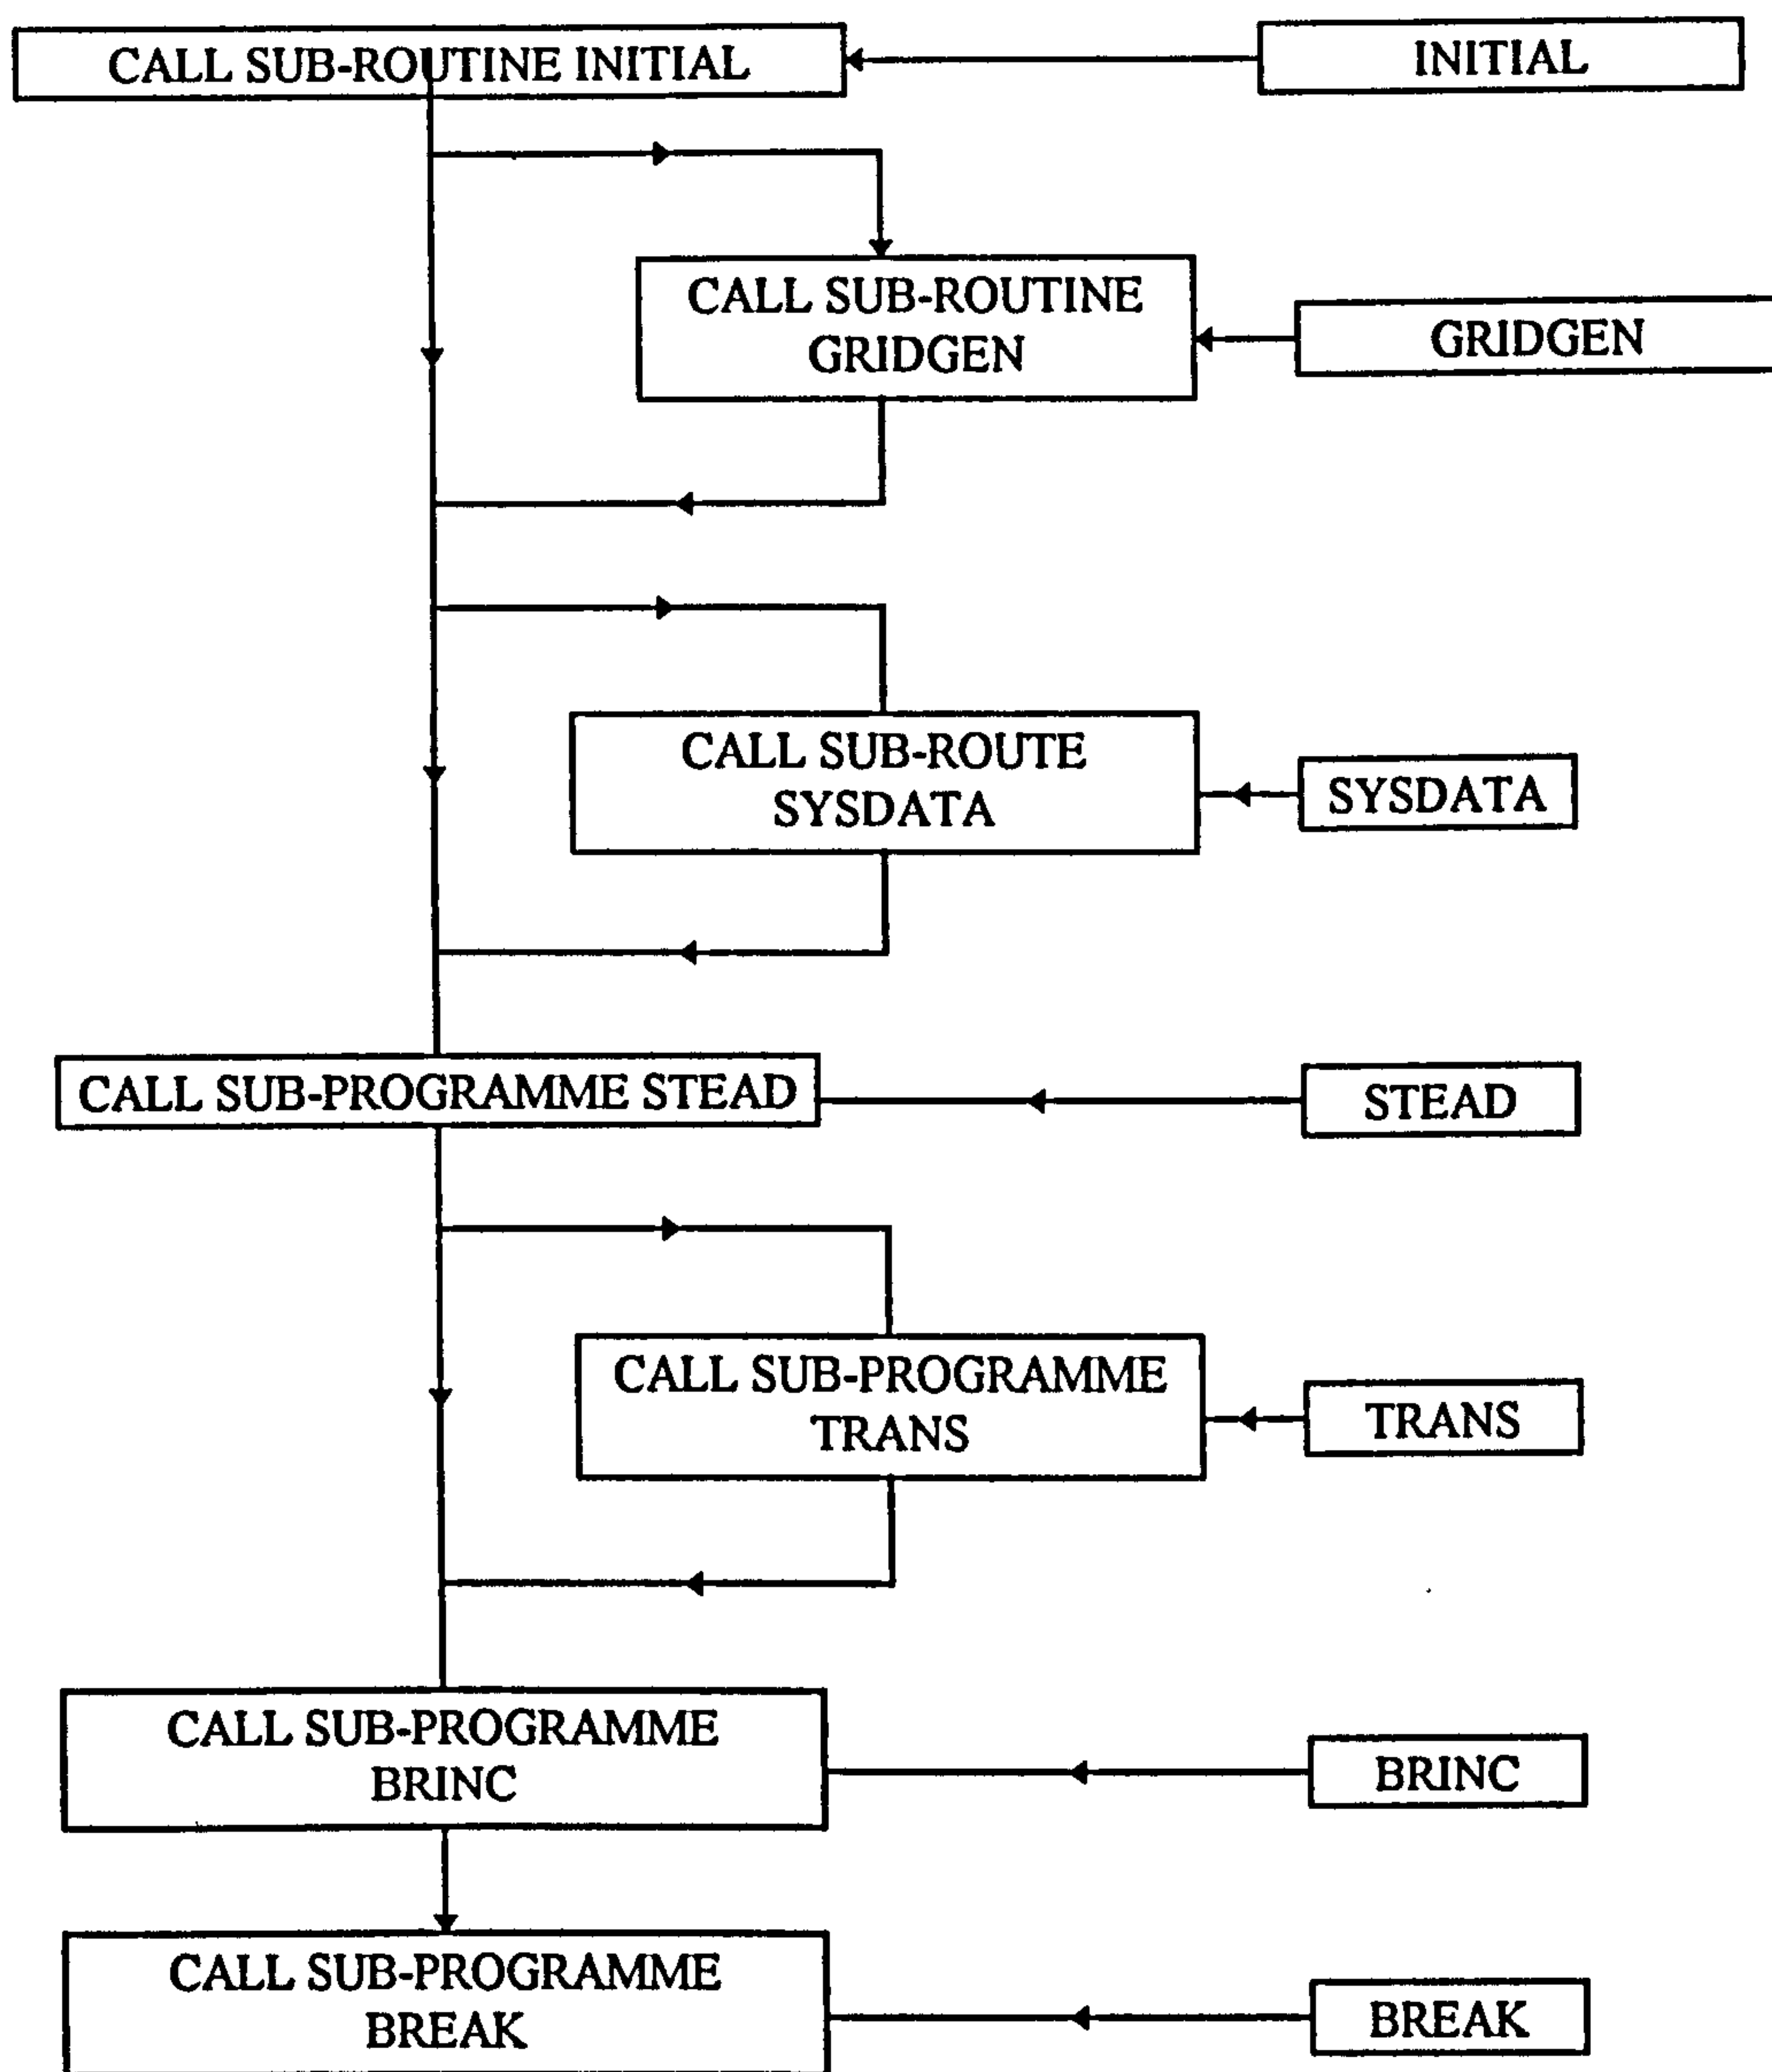 CALL SUB-ROUTINE INITIAL
INITIAL
CALL SUB-ROUTINE
GRIDGEN
GRIDGEN
CALL SUB-ROUTE
SYSDATA
SYSDATA
CALL SUB-PROGRAMME STEAD
STEAD
CALL SUB-PROGRAMME
TRANS
TRANS
CALL SUB-PROGRAMME
BRINC
BRINC
CALL SUB-PROGRAMME
BREAK
BREAK